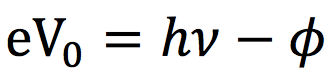 eV₀ = hν − ϕ